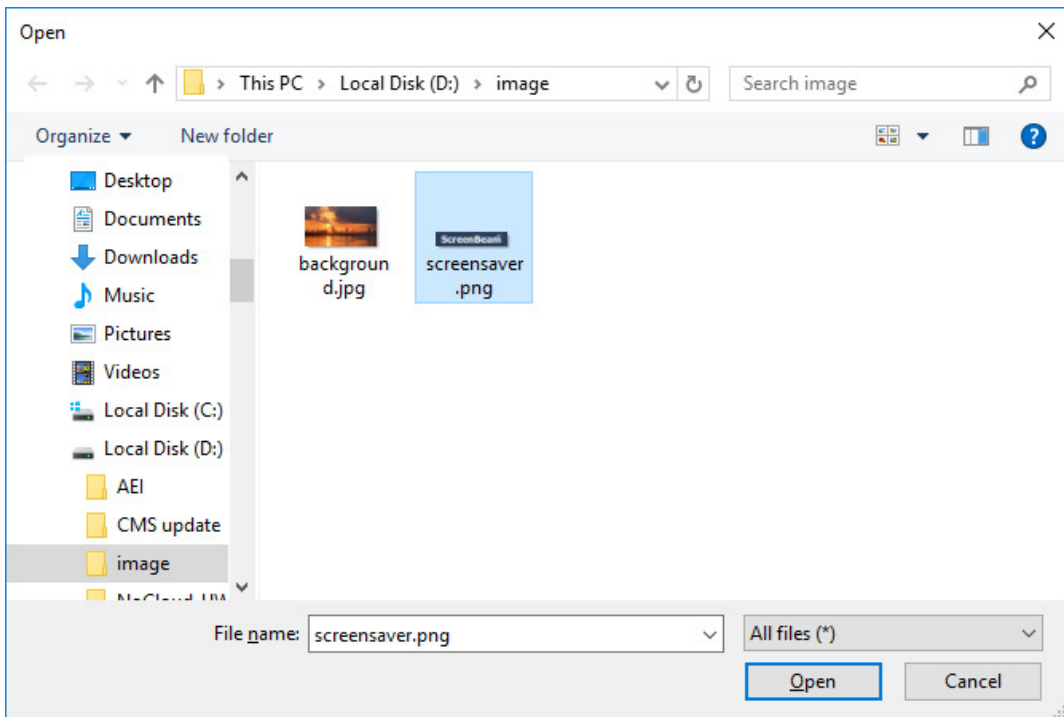 Open
This PC > Local Disk (D:) > image
Search image
Organize
New folder
?
Desktop
Documents
Downloads
Music
Pictures
Videos
Local Disk (C:)
Local Disk (D:)
AEI
CMS update
image
ScreenBeam
backgroun
d.jpg
screensaver
.png
File name:
screensaver.png
All files (*)
Open
Cancel